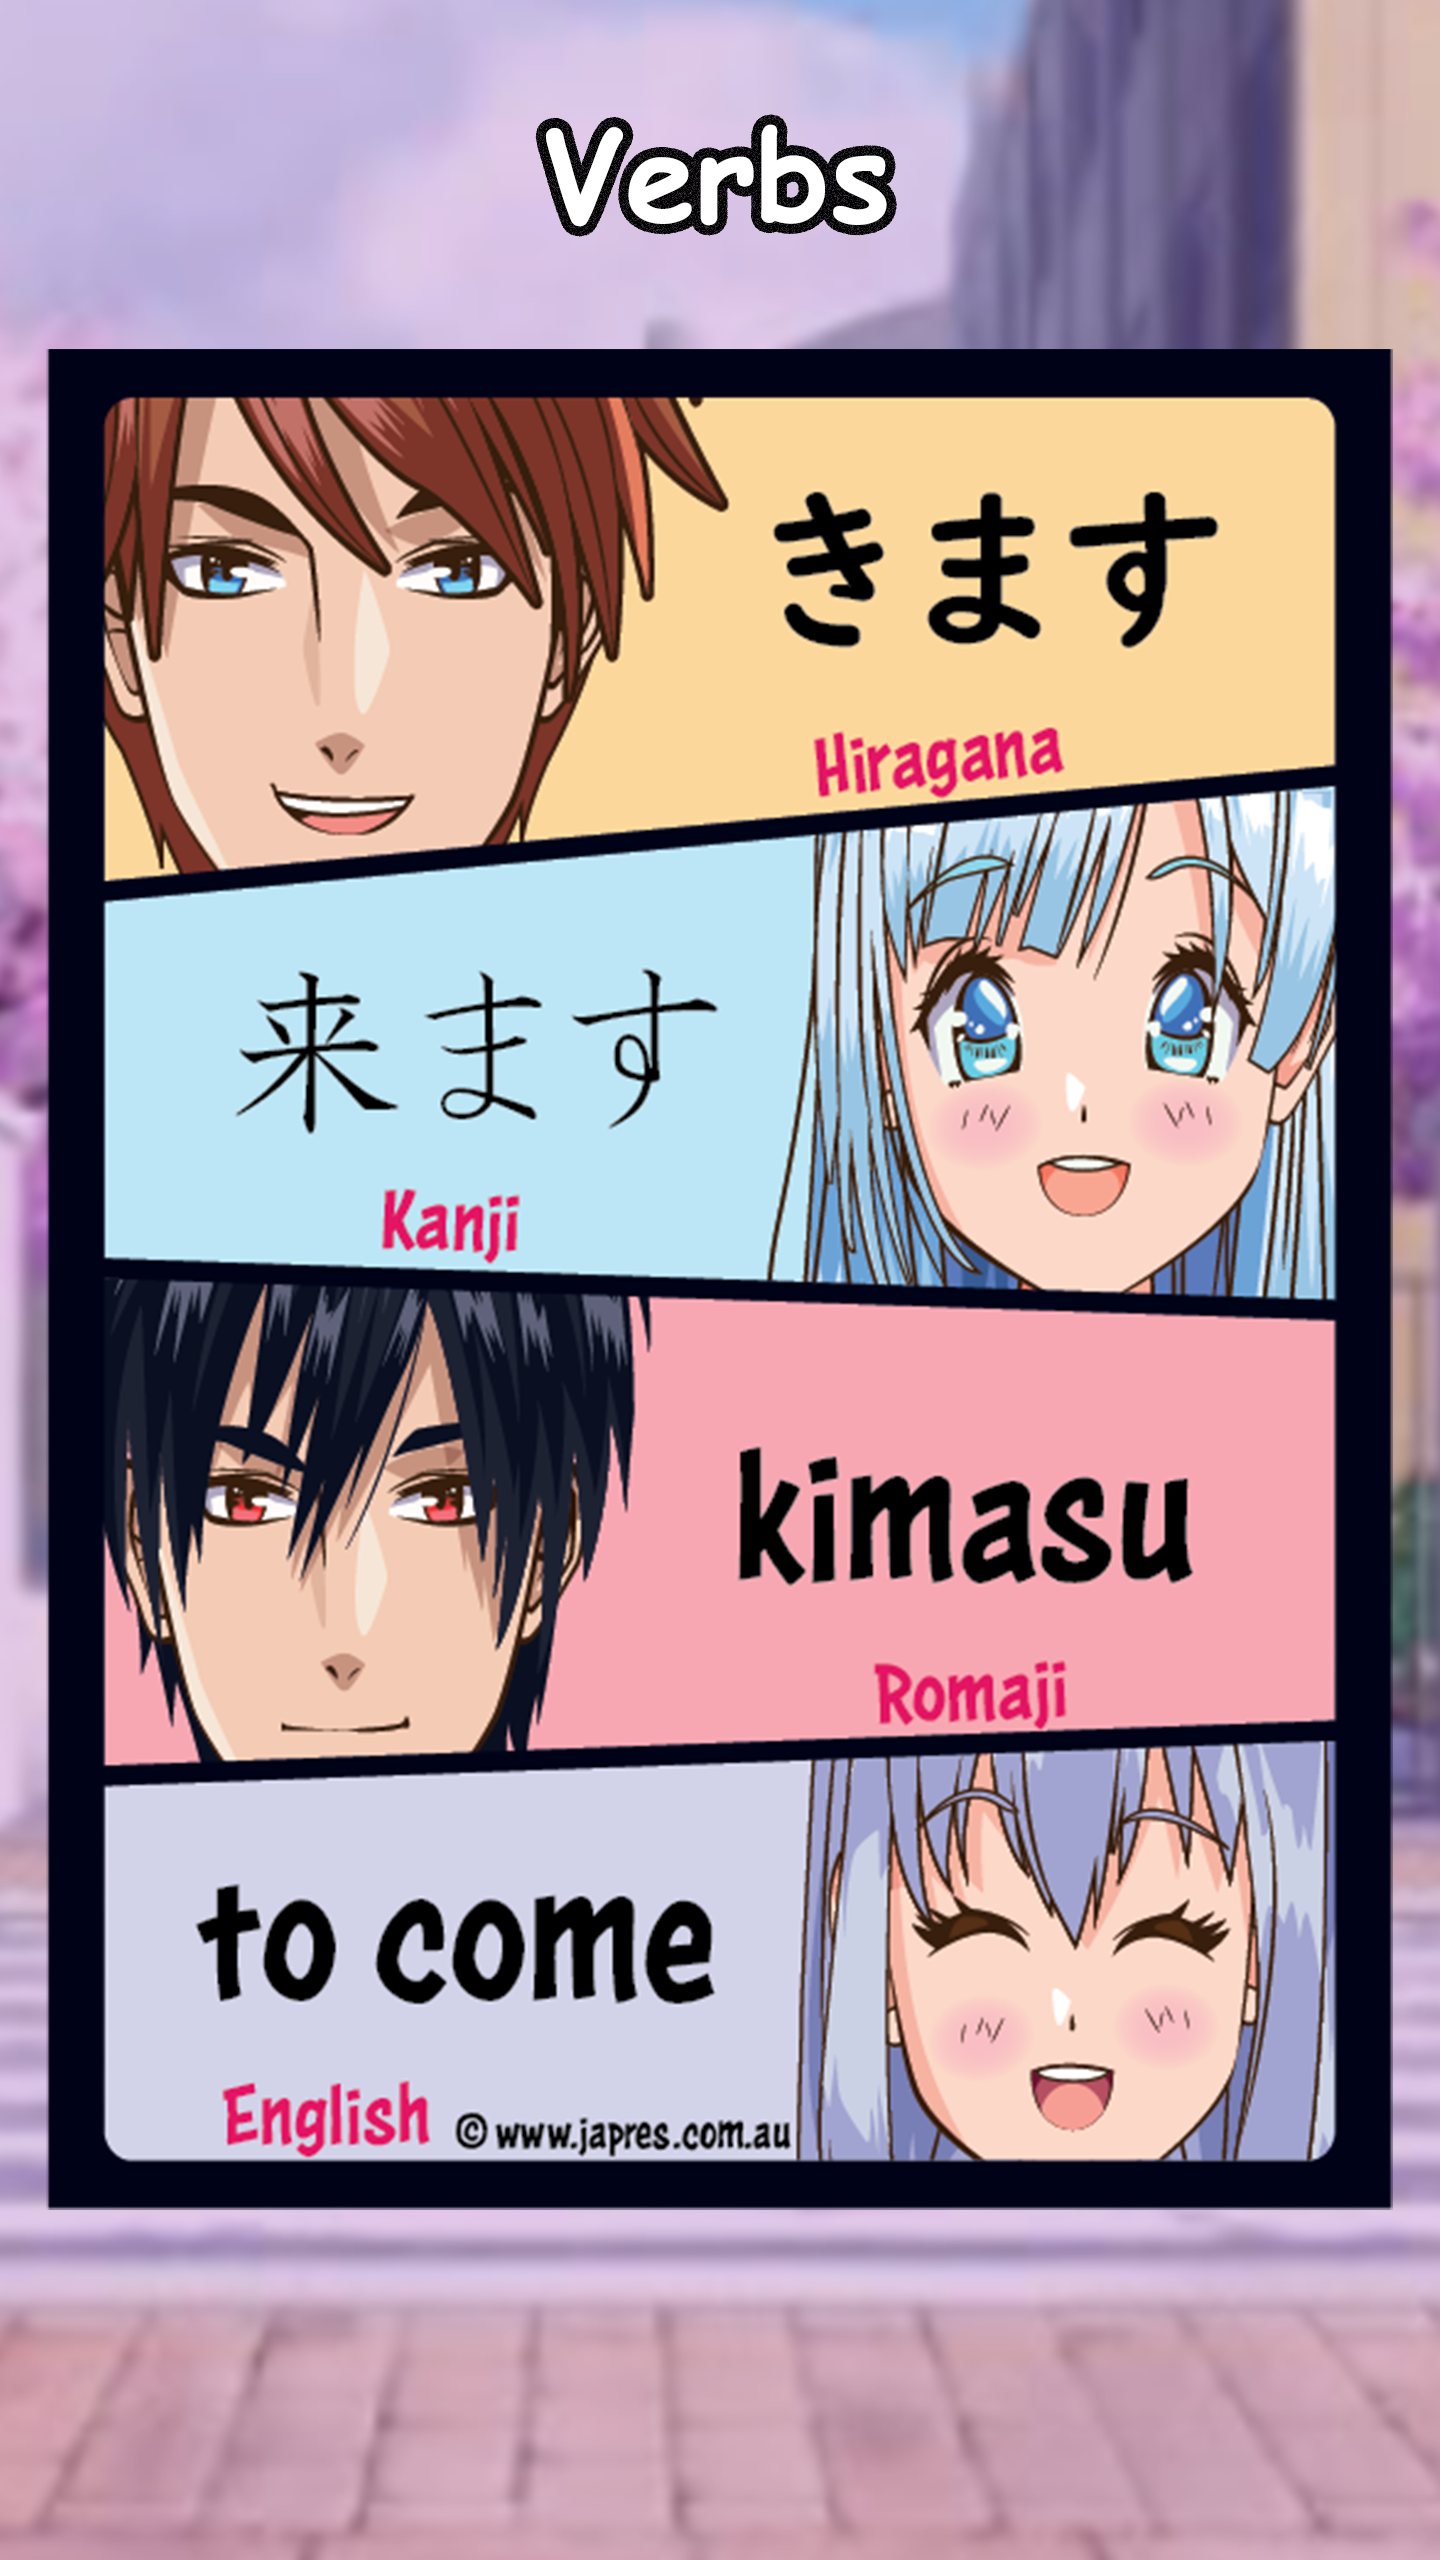 Verbs
きます
Hiragana
来ます
Kanji
kimasu
Romaji
to come
English
© www.japres.com.au